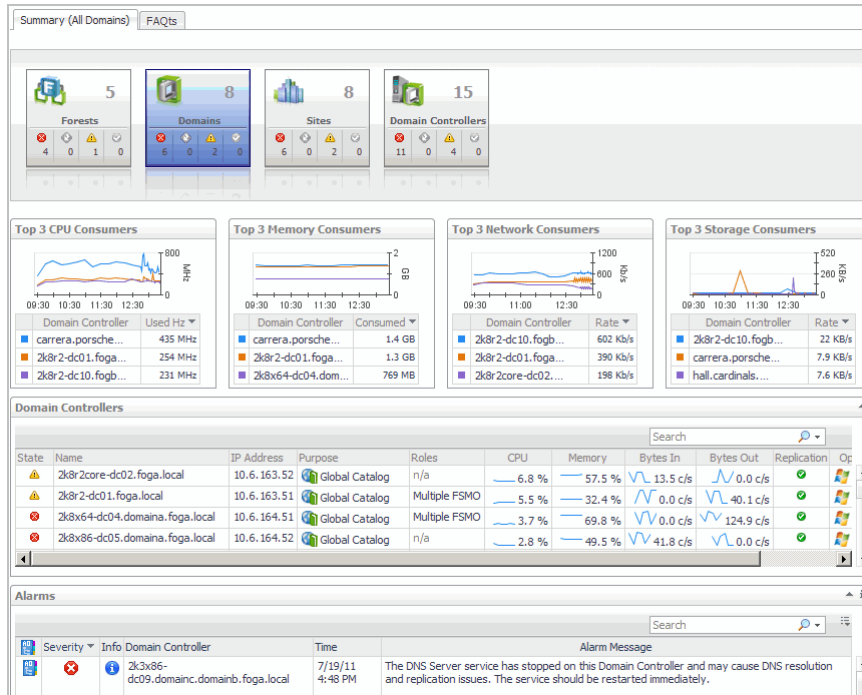 Summary (All Domains) FAQts
5 8 8 15
Forests Domains Sites Domain Controllers
4 0 1 0 6 0 2 0 6 0 2 0 11 0 4 0
Top 3 CPU Consumers
800
MHz
0
09:30 10:30 11:30 12:30
Domain Controller Used Hz
carrera.porsche... 435 MHz
2k8r2-dc01.foga... 254 MHz
2k8r2-dc10.fogb... 231 MHz
Top 3 Memory Consumers
2
GB
0
09:30 10:30 11:30 12:30
Domain Controller Consumed
carrera.porsche... 1.4 GB
2k8r2-dc01.foga... 1.3 GB
2k8x64-dc04.dom... 769 MB
Top 3 Network Consumers
1200
600 Kb/s
0
09:30 11:00 12:30
Domain Controller Rate
2k8r2-dc10.fogb... 602 Kb/s
2k8r2-dc01.foga... 390 Kb/s
2k8r2core-dc02.... 198 Kb/s
Top 3 Storage Consumers
520
260 KB/s
0
09:30 10:30 11:30 12:30
Domain Controller Rate
2k8r2-dc10.fogb... 22 KB/s
carrera.porsche... 7.9 KB/s
hall.cardinals.... 7.6 KB/s
Domain Controllers
Search
State Name IP Address Purpose Roles CPU Memory Bytes In Bytes Out Replication Op
2k8r2core-dc02.foga.local 10.6.163.52 Global Catalog n/a 6.8 % 57.5 % 13.5 c/s 0.0 c/s
2k8r2-dc01.foga.local 10.6.163.51 Global Catalog Multiple FSMO 5.5 % 32.4 % 0.0 c/s 40.1 c/s
2k8x64-dc04.domaina.foga.local 10.6.164.51 Global Catalog Multiple FSMO 3.7 % 69.8 % 0.0 c/s 124.9 c/s
2k8x86-dc05.domaina.foga.local 10.6.164.52 Global Catalog n/a 2.8 % 49.5 % 41.8 c/s 0.0 c/s
Alarms
Search
Severity Info Domain Controller Time Alarm Message
2k3x86- 7/19/11 The DNS Server service has stopped on this Domain Controller and may cause DNS resolution
dc09.domainc.domainb.foga.local 4:48 PM and replication issues. The service should be restarted immediately.